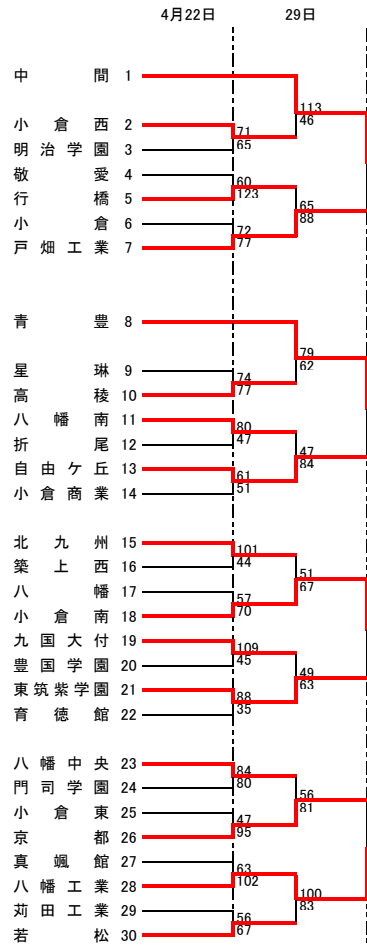 4月22日 29日
中間 1
113
46
小倉西 2
71
65
明治学園 3
敬愛 4
60
123
行橋 5
65
88
小倉 6
72
77
戸畑工業 7
青豊 8
79
62
星琳 9
74
77
高稜 10
八幡南 11
80
47
折尾 12
47
84
自由ケ丘 13
61
51
小倉商業 14
北九州 15
101
44
築上西 16
51
67
八幡 17
57
70
小倉南 18
九国大付 19
109
45
豊国学園 20
49
63
東筑紫学園 21
88
35
育徳館 22
八幡中央 23
84
80
門司学園 24
56
81
小倉東 25
47
95
京都 26
真颯館 27
63
102
八幡工業 28
100
83
苅田工業 29
56
67
若松 30